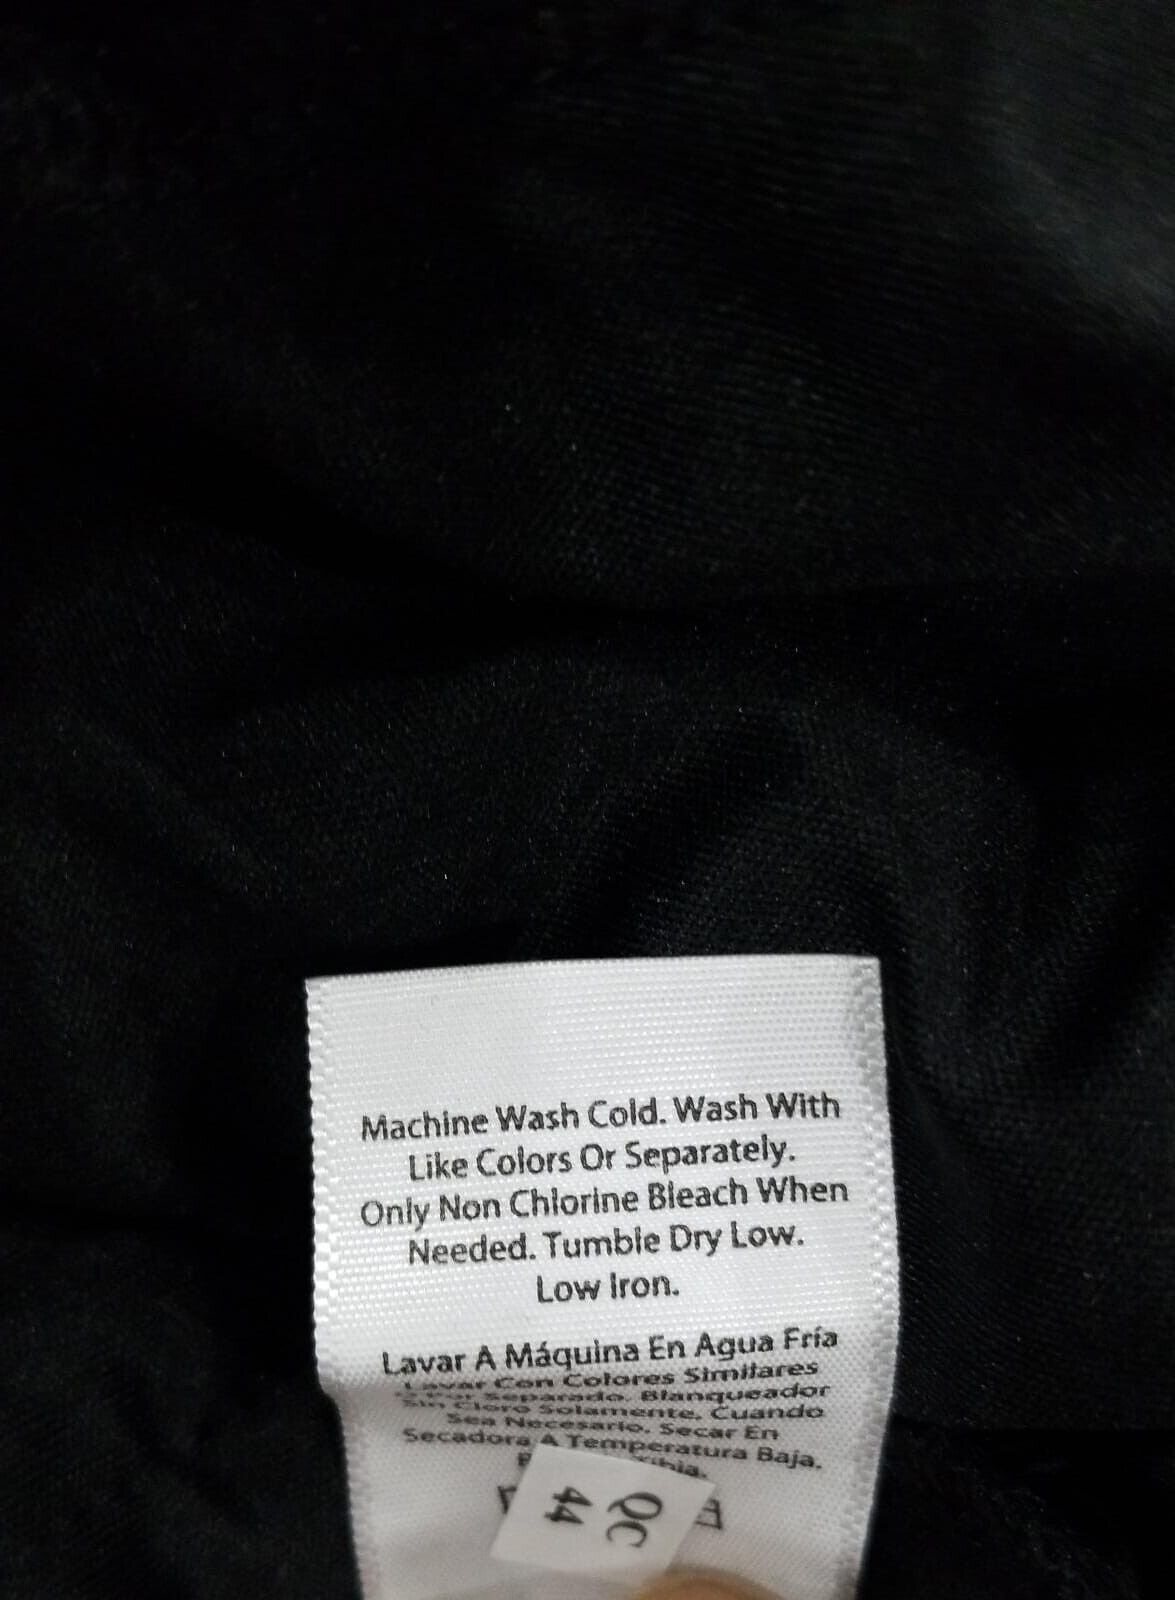 Machine Wash Cold. Wash With
Like Colors Or Separately.
Only Non Chlorine Bleach When
Needed. Tumble Dry Low.
Low Iron.
Lavar A Máquina En Agua Fría
Lavar Con Colores Similares
O Por Separado. Blanqueador
Sin Cloro Solamente, Cuando
Sea Necesario. Secar En
Secadora A Temperatura Baja.
QC
44